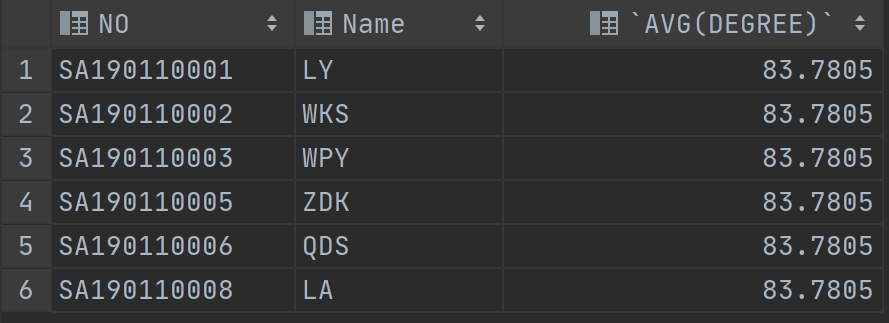 NO Name `AVG(DEGREE)`
1 SA190110001 LY 83.7805
2 SA190110002 WKS 83.7805
3 SA190110003 WPY 83.7805
4 SA190110005 ZDK 83.7805
5 SA190110006 QDS 83.7805
6 SA190110008 LA 83.7805